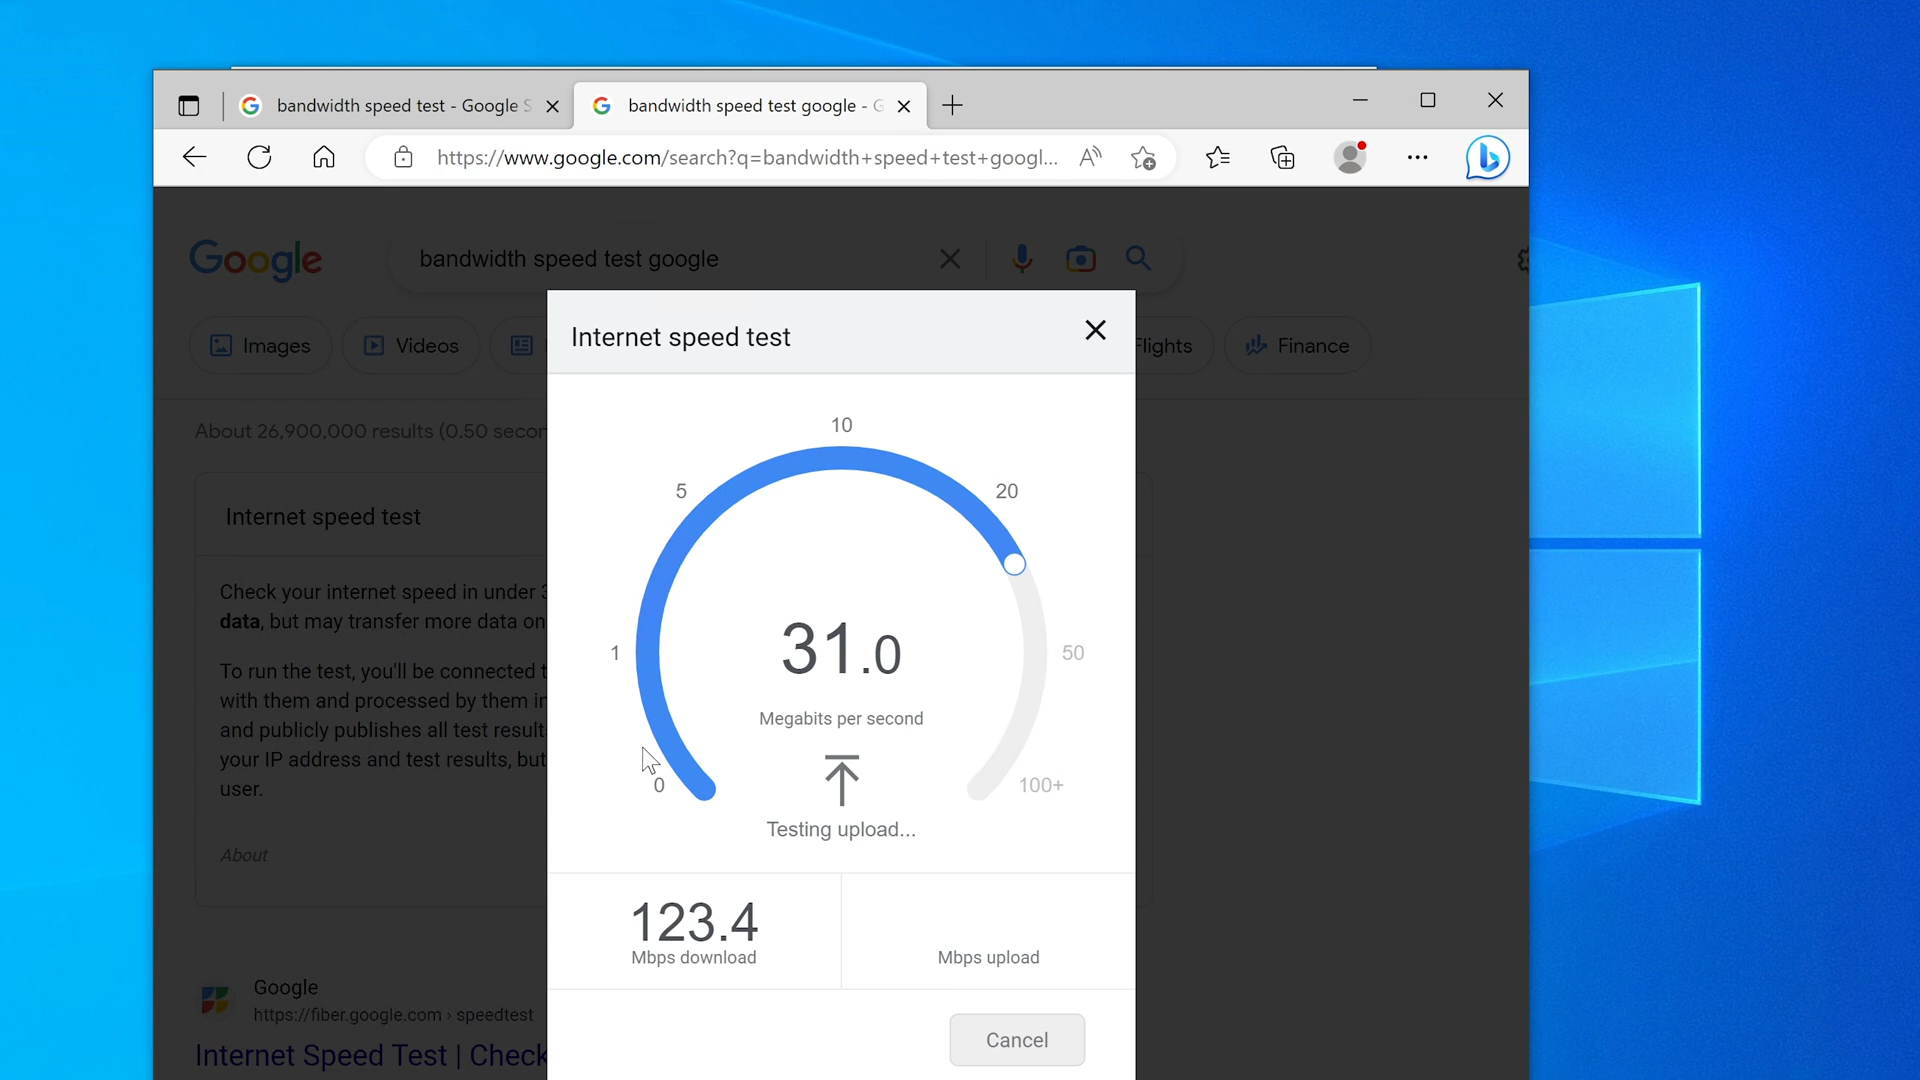 bandwidth speed test - Google S
bandwidth speed test google - G
https://www.google.com/search?q=bandwidth+speed+test+googl...
Google
bandwidth speed test google
Images
Videos
Flights
Finance
About 26,900,000 results (0.50 secon
Internet speed test
Check your internet speed in under 3
data, but may transfer more data on
To run the test, you'll be connected t
with them and processed by them in
and publicly publishes all test result
your IP address and test results, but
user.
About
Google
https://fiber.google.com › speedtest
Internet Speed Test | Check
Internet speed test
10
5
20
1
50
0
100+
31.0
Megabits per second
Testing upload...
123.4
Mbps download
Mbps upload
Cancel